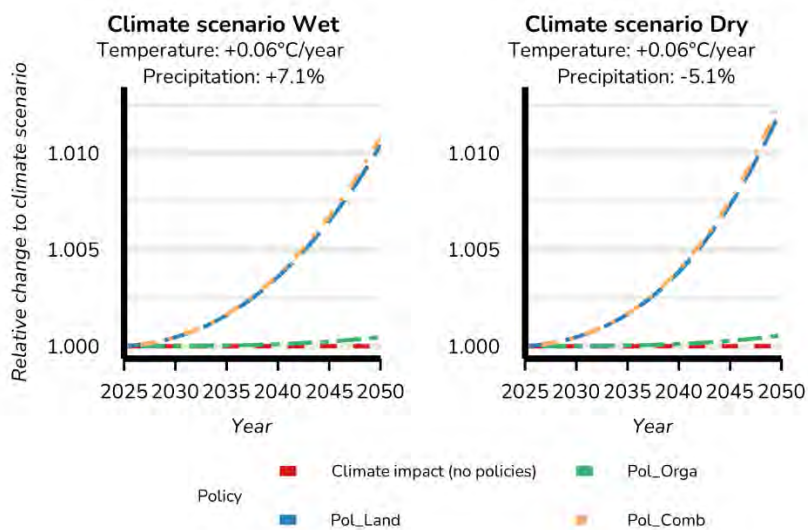 Climate scenario Wet
Temperature: +0.06°C/year
Precipitation: +7.1%
Climate scenario Dry
Temperature: +0.06°C/year
Precipitation: -5.1%
Relative change to climate scenario
1.010
1.005
1.000
2025 2030 2035 2040 2045 2050
Year
1.010
1.005
1.000
2025 2030 2035 2040 2045 2050
Year
Policy
Climate impact (no policies)
Pol_Orga
Pol_Land
Pol_Comb